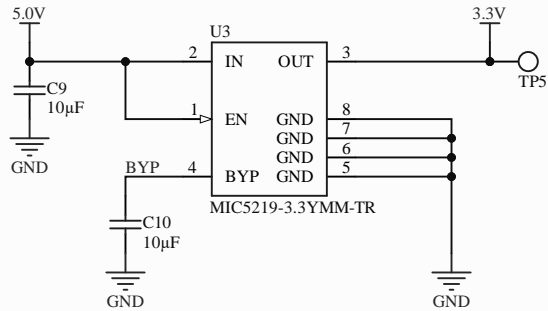 5.0V
3.3V
U3
2
IN
OUT
3
TP5
C9
10µF
1
EN
GND
8
GND
7
GND
6
GND
BYP
4
BYP
GND
5
MIC5219-3.3YMM-TR
C10
10µF
GND
GND